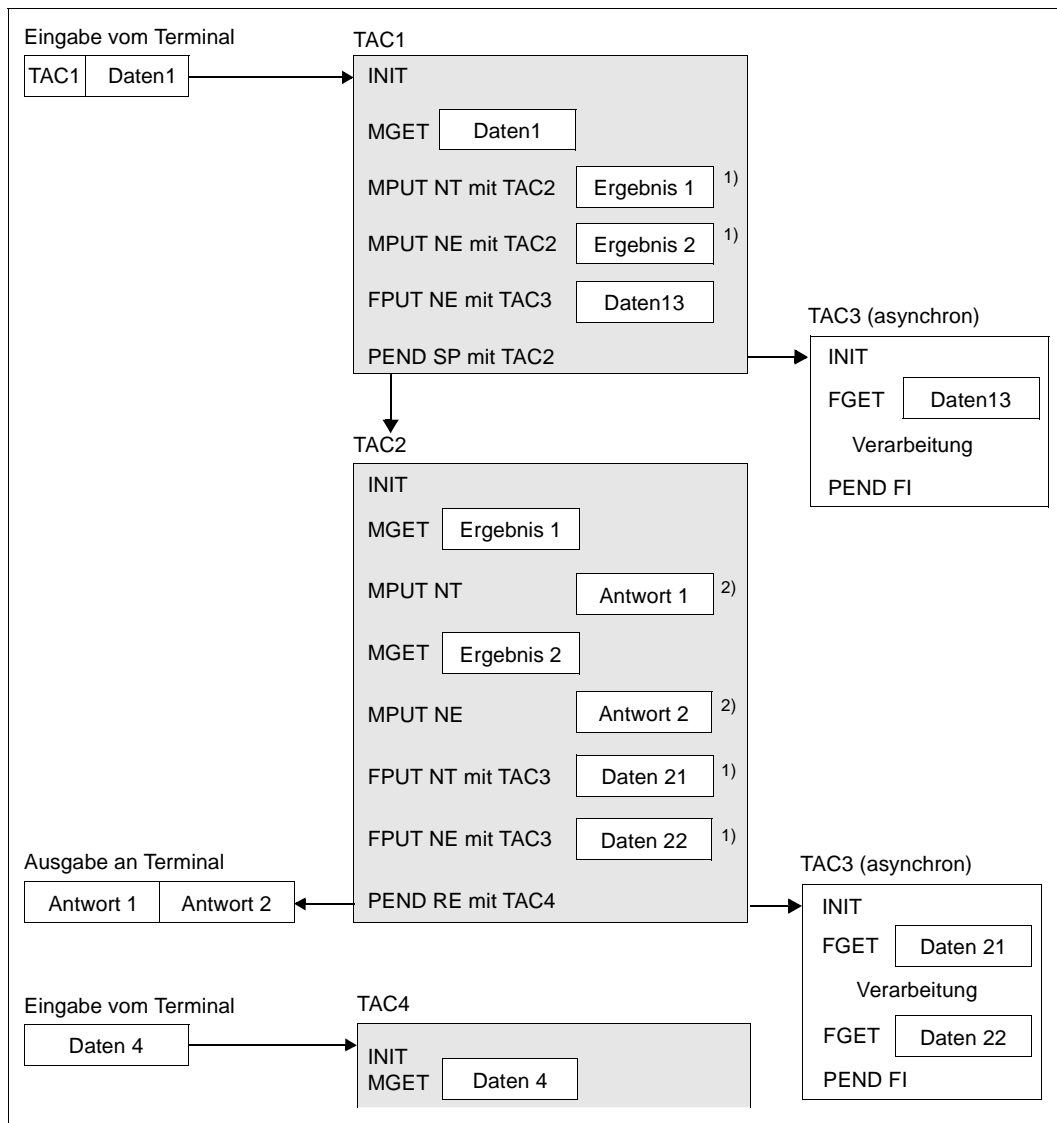 Eingabe vom Terminal
TAC1 Daten1
TAC1
INIT
MGET Daten1
MPUT NT mit TAC2 Ergebnis 1 1)
MPUT NE mit TAC2 Ergebnis 2 1)
FPUT NE mit TAC3 Daten13
PEND SP mit TAC2
TAC3 (asynchron)
INIT
FGET Daten13
Verarbeitung
PEND FI
TAC2
INIT
MGET Ergebnis 1
MPUT NT Antwort 1 2)
MGET Ergebnis 2
MPUT NE Antwort 2 2)
FPUT NT mit TAC3 Daten 21 1)
FPUT NE mit TAC3 Daten 22 1)
PEND RE mit TAC4
Ausgabe an Terminal
Antwort 1 Antwort 2
TAC3 (asynchron)
INIT
FGET Daten 21
Verarbeitung
FGET Daten 22
PEND FI
Eingabe vom Terminal
Daten 4
TAC4
INIT
MGET Daten 4